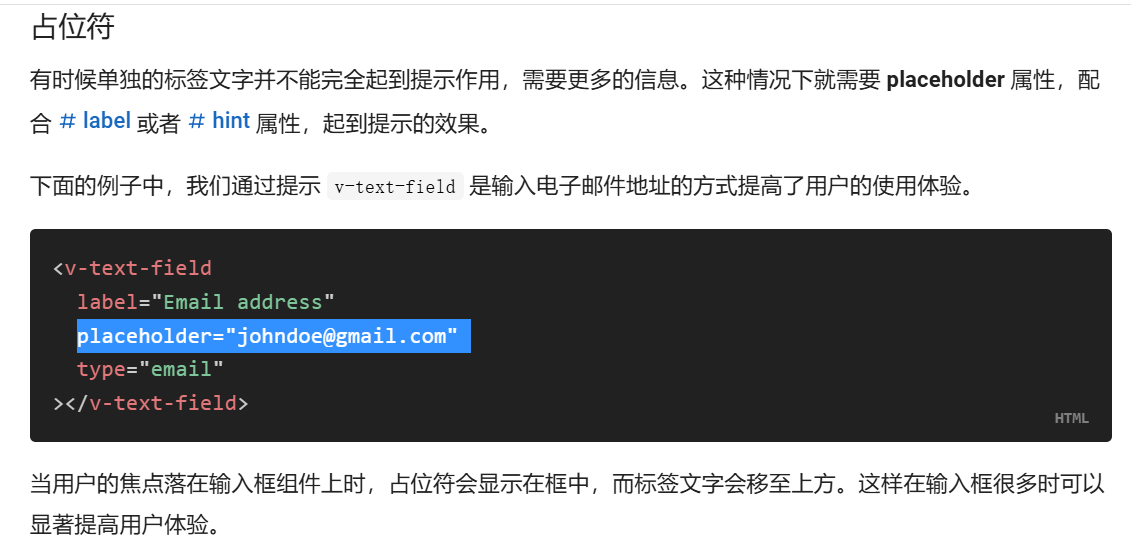 占位符
有时候单独的标签文字并不能完全起到提示作用，需要更多的信息。这种情况下就需要 placeholder 属性，配
合 # label 或者 # hint 属性，起到提示的效果。
下面的例子中，我们通过提示 v-text-field 是输入电子邮件地址的方式提高了用户的使用体验。
<v-text-field
  label="Email address"
  placeholder="johndoe@gmail.com"
  type="email"
></v-text-field>
HTML
当用户的焦点落在输入框组件上时，占位符会显示在框中，而标签文字会移至上方。这样在输入框很多时可以
显著提高用户体验。